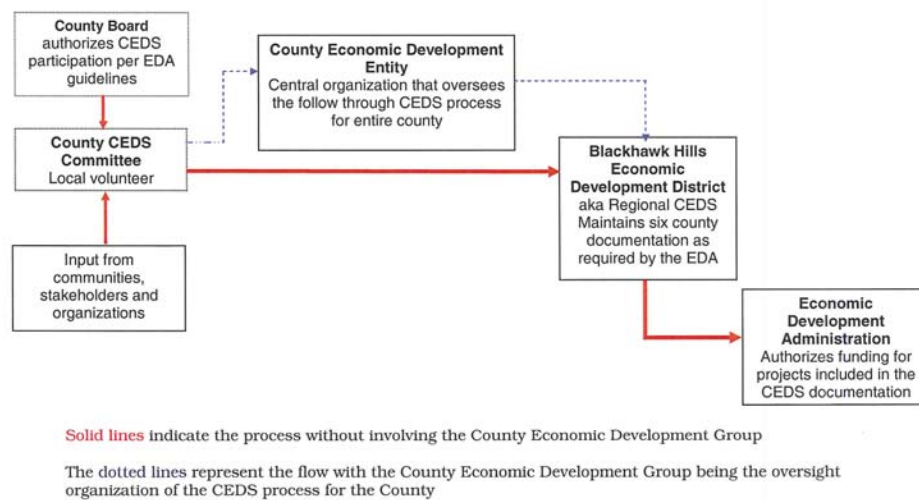 County Board
authorizes CEDS
participation per EDA
guidelines
County Economic Development
Entity
Central organization that oversees
the follow through CEDS process
for entire county
County CEDS
Committee
Local volunteer
Blackhawk Hills
Economic
Development District
aka Regional CEDS
Maintains six county
documentation as
required by the EDA
Input from
communities,
stakeholders and
organizations
Economic
Development
Administration
Authorizes funding for
projects included in the
CEDS documentation
Solid lines indicate the process without involving the County Economic Development Group
The dotted lines represent the flow with the County Economic Development Group being the oversight
organization of the CEDS process for the County